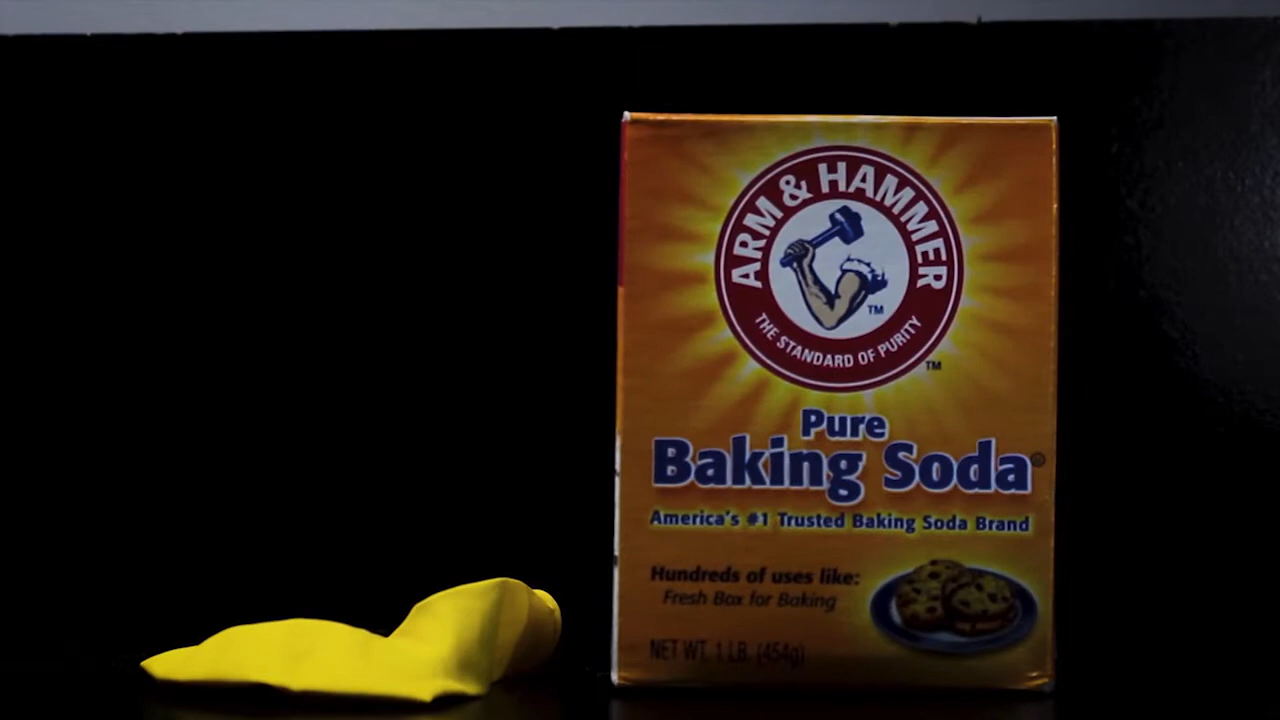 ARM & HAMMER
TM
THE STANDARD OF PURITY
TM
Pure
Baking Soda®
America's #1 Trusted Baking Soda Brand
Hundreds of uses like:
Fresh Box for Baking
NET WT. 1 LB. (454g)